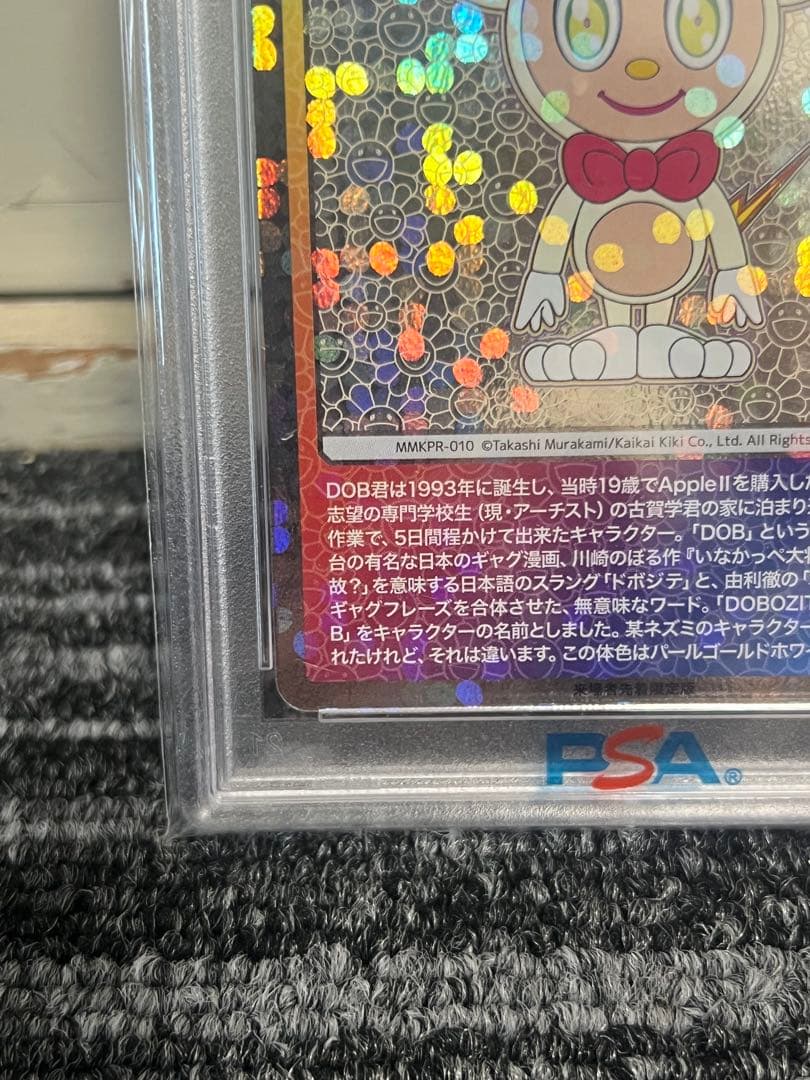 MMKPR-010 ©Takashi Murakami/Kaikai Kiki Co., Ltd. All Rights
DOB君は1993年に誕生し、当時19歳でAppleⅡを購入した
志望の専門学校生（現・アーチスト）の古賀学君の家に泊まり
作業で、5日間程かけて出来たキャラクター。「DOB」という
台の有名な日本のギャグ漫画、川崎のぼる作『いなかっぺ大
故?」を意味する日本語のスラング「ドボジテ」と、由利徹の「
ギャグフレーズを合体させた、無意味なワード。「DOBOZI
B」をキャラクターの名前としました。某ネズミのキャラクター
れたけれど、それは違います。この体色はパールゴールドホワ
来場者先着限定版
PSA®